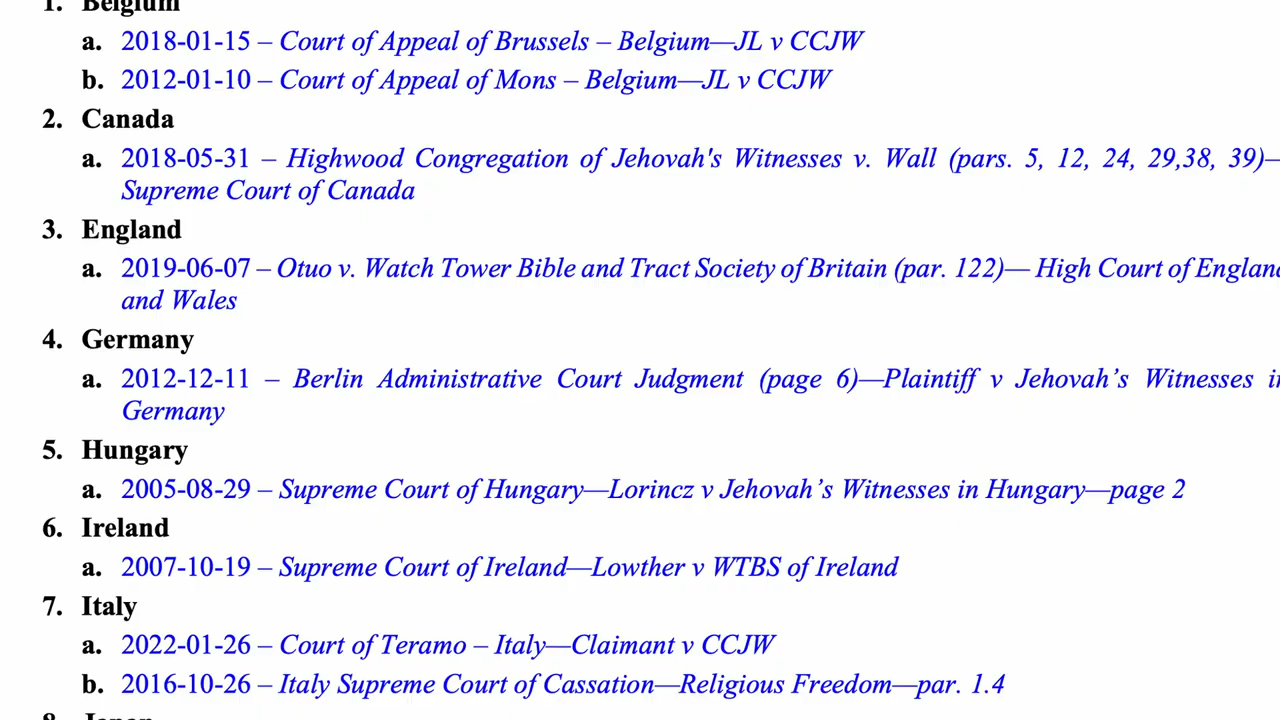 1. Belgium
a. 2018-01-15 – Court of Appeal of Brussels – Belgium—JL v CCJW
b. 2012-01-10 – Court of Appeal of Mons – Belgium—JL v CCJW
2. Canada
a. 2018-05-31 – Highwood Congregation of Jehovah's Witnesses v. Wall (pars. 5, 12, 24, 29,38, 39)—
Supreme Court of Canada
3. England
a. 2019-06-07 – Otuo v. Watch Tower Bible and Tract Society of Britain (par. 122)— High Court of England
and Wales
4. Germany
a. 2012-12-11 – Berlin Administrative Court Judgment (page 6)—Plaintiff v Jehovah’s Witnesses in
Germany
5. Hungary
a. 2005-08-29 – Supreme Court of Hungary—Lorincz v Jehovah’s Witnesses in Hungary—page 2
6. Ireland
a. 2007-10-19 – Supreme Court of Ireland—Lowther v WTBS of Ireland
7. Italy
a. 2022-01-26 – Court of Teramo – Italy—Claimant v CCJW
b. 2016-10-26 – Italy Supreme Court of Cassation—Religious Freedom—par. 1.4
8. Japan